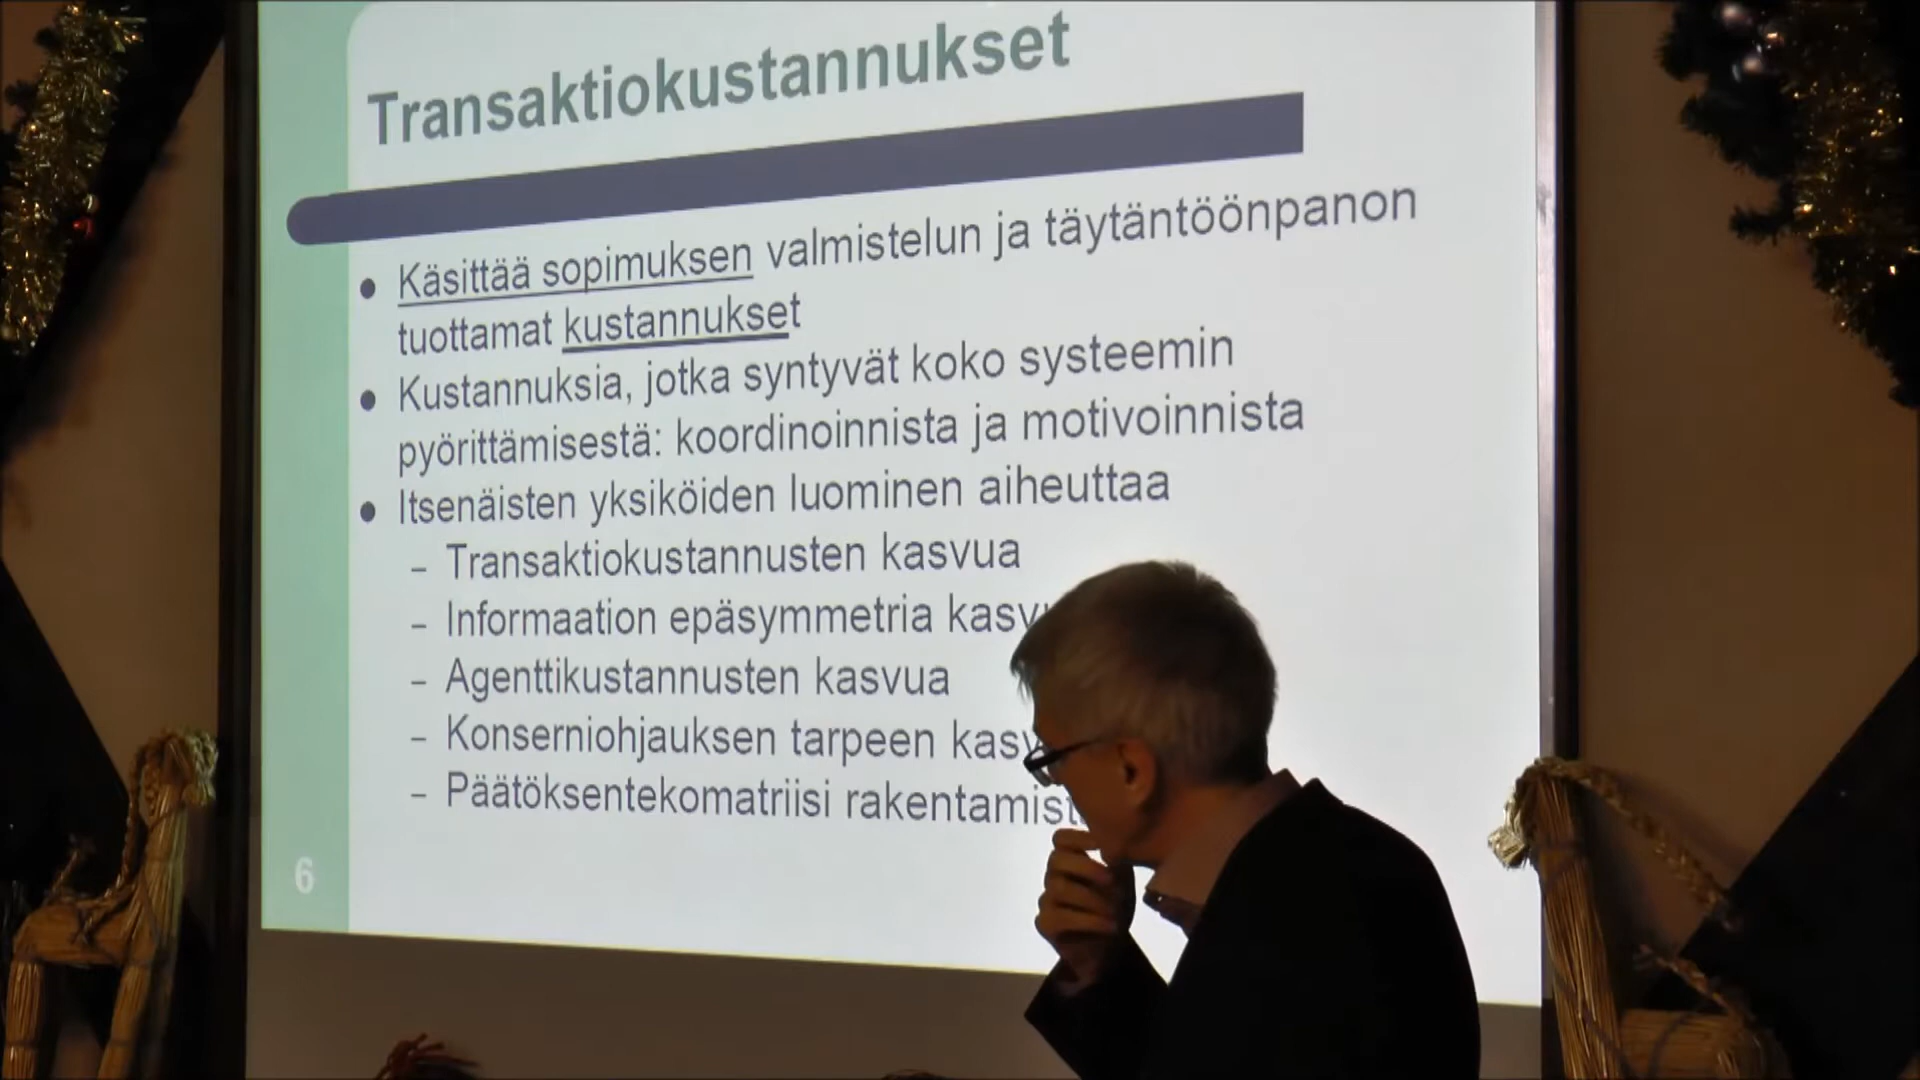 Transaktiokustannukset
● Käsittää sopimuksen valmistelun ja täytäntöönpanon
tuottamat kustannukset
● Kustannuksia, jotka syntyvät koko systeemin
pyörittämisestä: koordinoinnista ja motivoinnista
● Itsenäisten yksiköiden luominen aiheuttaa
– Transaktiokustannusten kasvua
– Informaation epäsymmetria
– Agenttikustannusten kasvua
– Konserniohjauksen tarpeen
– Päätöksentekomatriisi
6